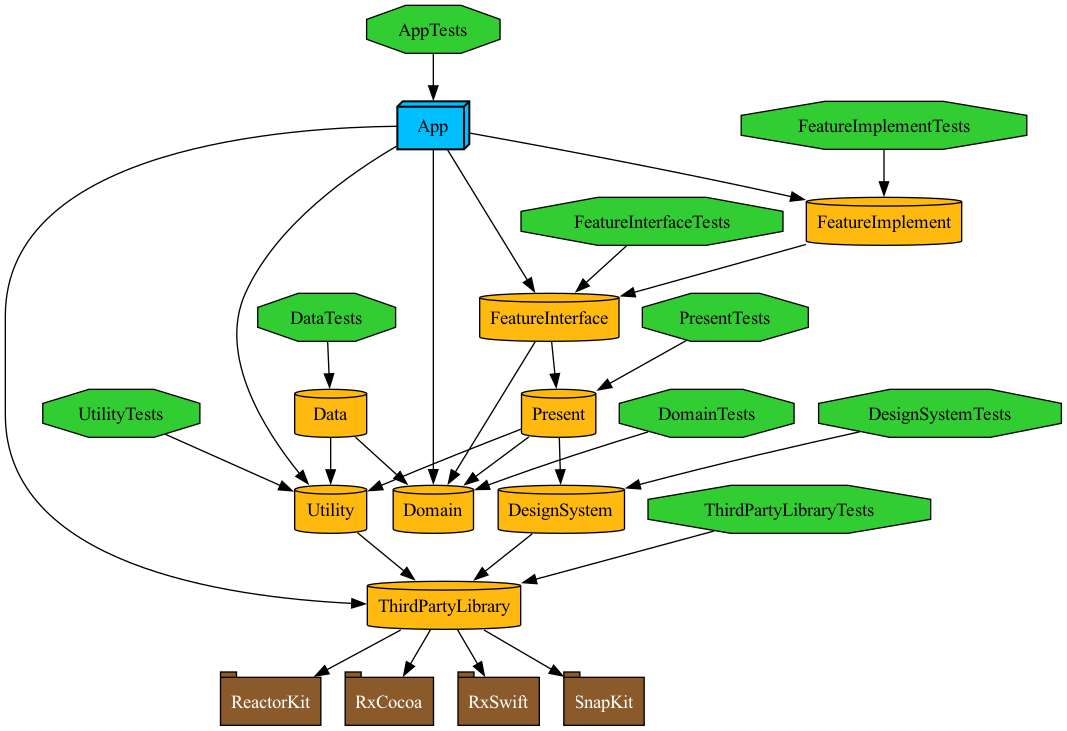 AppTests
App
FeatureImplementTests
FeatureInterfaceTests
FeatureImplement
DataTests
FeatureInterface
PresentTests
UtilityTests
Data
Present
DomainTests
DesignSystemTests
Utility
Domain
DesignSystem
ThirdPartyLibraryTests
ThirdPartyLibrary
ReactorKit
RxCocoa
RxSwift
SnapKit